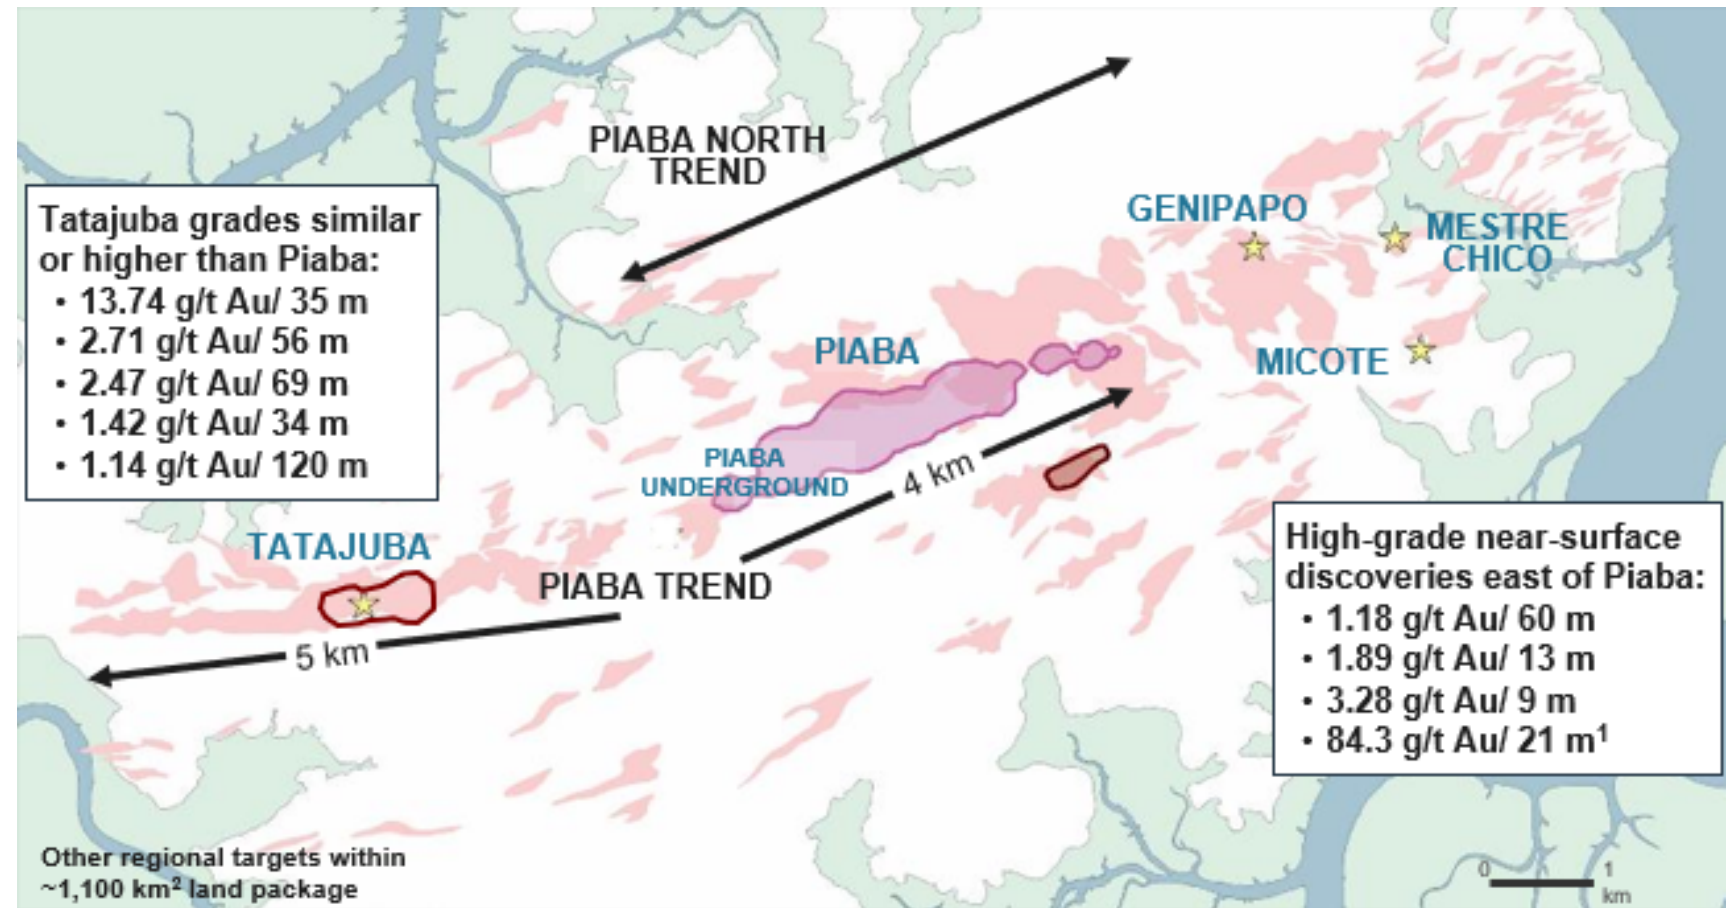 PIABA NORTH
TREND
GENIPAPO
MESTRE
CHICO
Tatajuba grades similar
or higher than Piaba:
• 13.74 g/t Au/ 35 m
• 2.71 g/t Au/ 56 m
• 2.47 g/t Au/ 69 m
• 1.42 g/t Au/ 34 m
• 1.14 g/t Au/ 120 m
PIABA
MICOTE
PIABA
UNDERGROUND
4 km
TATAJUBA
PIABA TREND
5 km
High-grade near-surface
discoveries east of Piaba:
• 1.18 g/t Au/ 60 m
• 1.89 g/t Au/ 13 m
• 3.28 g/t Au/ 9 m
• 84.3 g/t Au/ 21 m¹
Other regional targets within
~1,100 km² land package
0 1
km